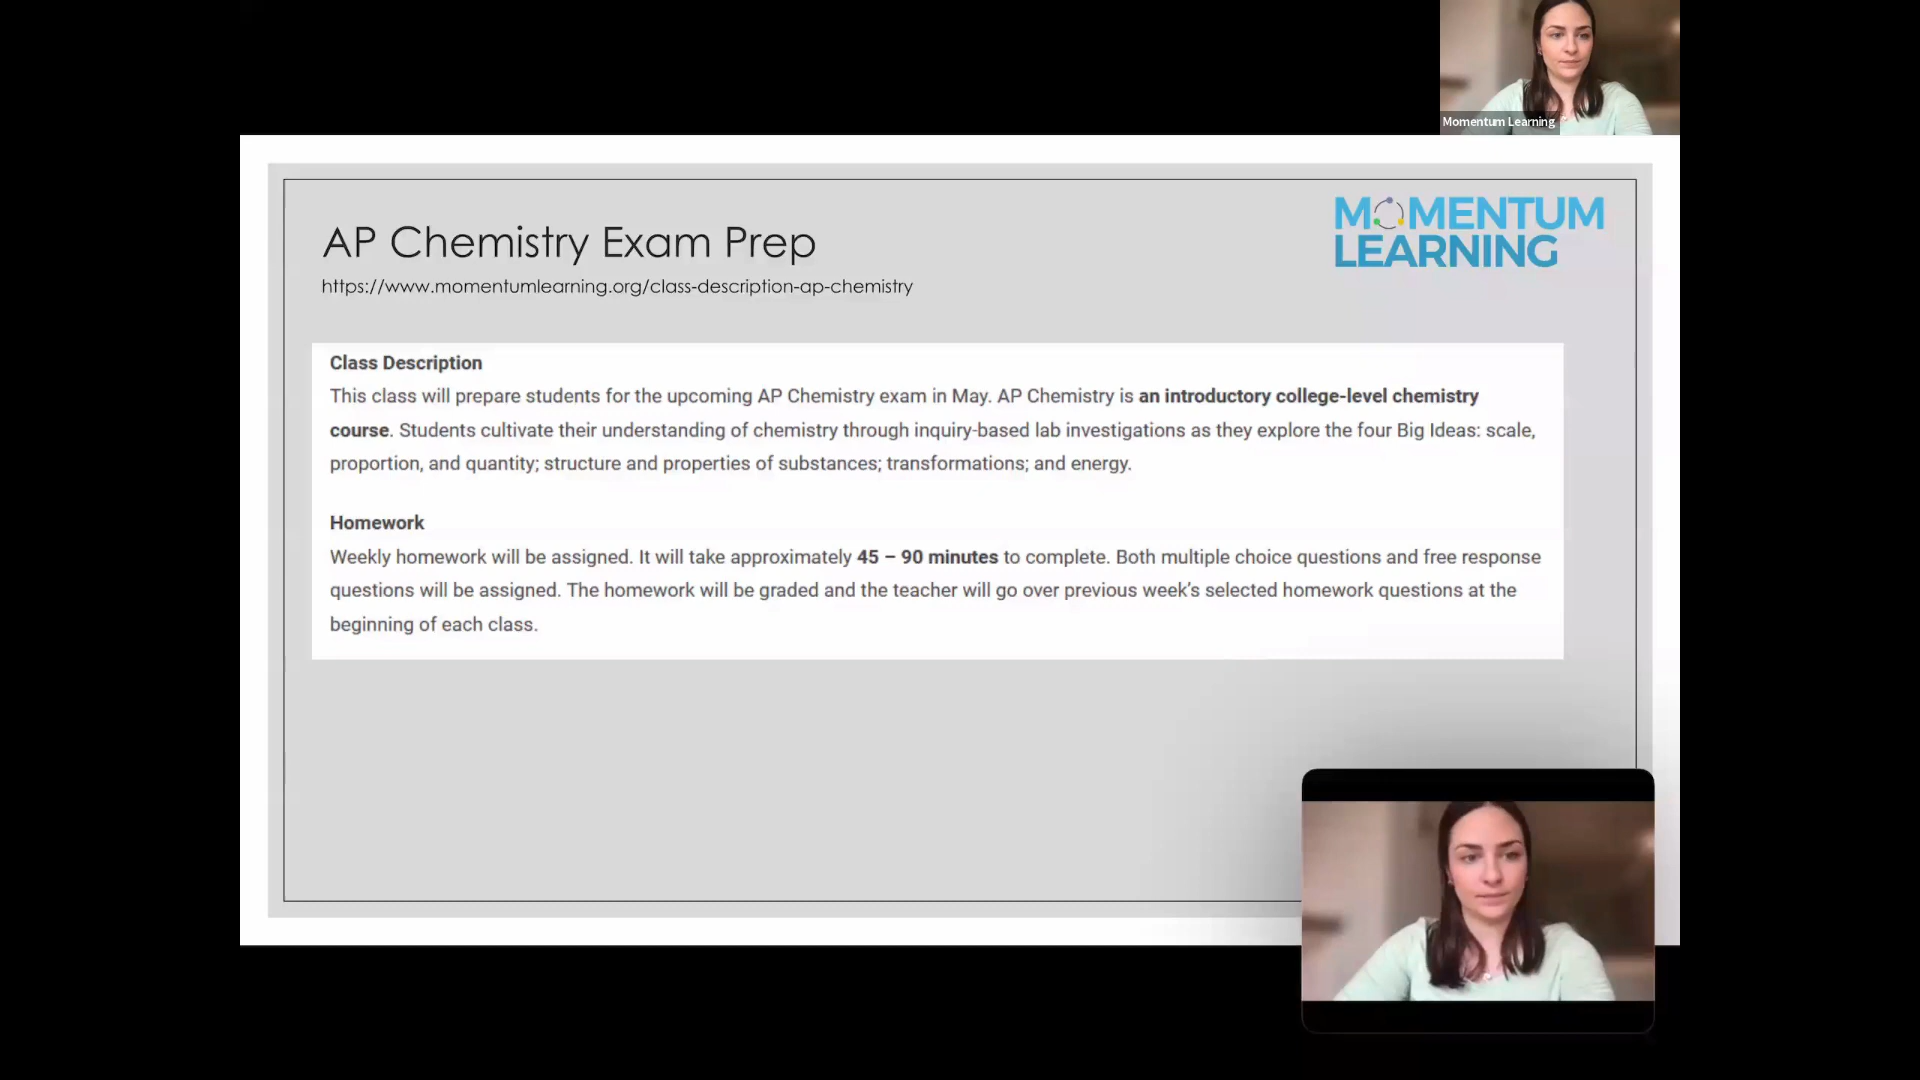 Momentum Learning
MOMENTUM
LEARNING
AP Chemistry Exam Prep
https://www.momentumlearning.org/class-description-ap-chemistry
Class Description
This class will prepare students for the upcoming AP Chemistry exam in May. AP Chemistry is an introductory college-level chemistry
course. Students cultivate their understanding of chemistry through inquiry-based lab investigations as they explore the four Big Ideas: scale,
proportion, and quantity; structure and properties of substances; transformations; and energy.
Homework
Weekly homework will be assigned. It will take approximately 45 – 90 minutes to complete. Both multiple choice questions and free response
questions will be assigned. The homework will be graded and the teacher will go over previous week’s selected homework questions at the
beginning of each class.